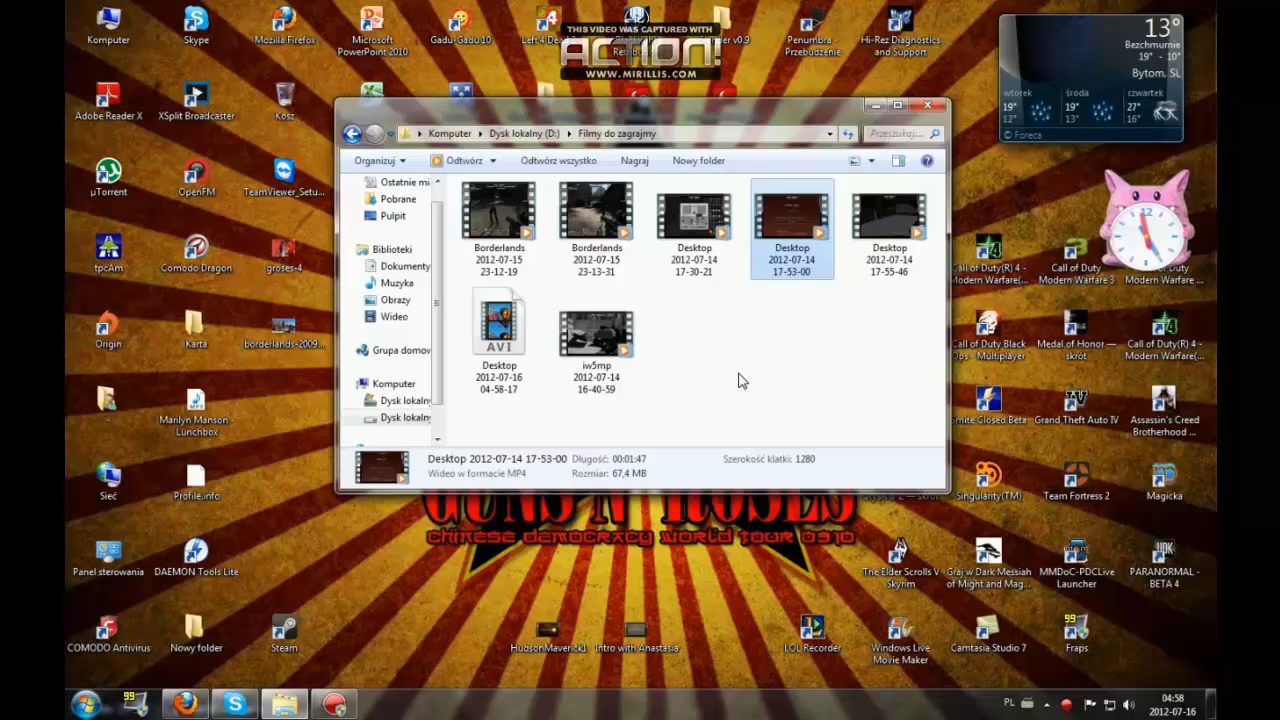 Komputer
Skype
Mozilla Firefox
Microsoft
PowerPoint 2010
Gadu-Gadu 10
Left 4 Dead
THIS VIDEO WAS CAPTURED WITH
ACTION!
WWW.MIRILLIS.COM
v0.9
Penumbra -
Przebudzenie
Hi-Rez Diagnostics
and Support
13°
Bezchmurnie
19° - 10°
Bytom, SL
wtorek
19°
12°
środa
19°
13°
czwartek
27°
16°
© Foreca
Adobe Reader X
XSplit Broadcaster
Kosz
Komputer
Dysk lokalny (D:)
Filmy do zagrajmy
Przeszukaj:...
Organizuj
Odtwórz
Odtwórz wszystko
Nagraj
Nowy folder
µTorrent
OpenFM
TeamViewer_Setu...
Ostatnie mi
Pobrane
Pulpit
Biblioteki
Dokumenty
Muzyka
Obrazy
Wideo
Grupa domow
Komputer
Dysk lokalny
Dysk lokalny
Borderlands
2012-07-15
23-12-19
Borderlands
2012-07-15
23-13-31
Desktop
2012-07-14
17-30-21
Desktop
2012-07-14
17-53-00
Desktop
2012-07-14
17-55-46
AVI
Desktop
2012-07-16
04-58-17
iw5mp
2012-07-14
16-40-59
Desktop 2012-07-14 17-53-00
Wideo w formacie MP4
Długość: 00:01:47
Rozmiar: 67,4 MB
Szerokość klatki: 1280
12
tpcAm
Comodo Dragon
groses-4
Call of Duty(R) 4 -
Modern Warfare(...
Call of Duty
Modern Warfare 3
Duty
Modern Warfare ...
Origin
Karta
borderlands-2009...
Call of Duty Black
Ops - Multiplayer
Medal of Honor —
skrót
Call of Duty(R) 4 -
Modern Warfare(...
Marilyn Manson -
Lunchbox
Smite Closed Beta
Grand Theft Auto IV
Assassin's Creed
Brotherhood ...
Sieć
Profile.info
Singularity(TM)
Team Fortress 2
Magicka
GUNS N' ROSES
CHINESE DEMOCRACY WORLD TOUR 0910
Panel sterowania
DAEMON Tools Lite
The Elder Scrolls V
Skyrim
Graj w Dark Messiah
of Might and Mag...
MMDoC-PDCLive
Launcher
PARANORMAL -
BETA 4
COMODO Antivirus
Nowy folder
Steam
HudsonMaverick1
Intro with Anastasia
LOL Recorder
Windows Live
Movie Maker
Camtasia Studio 7
99
Fraps
99
PL
04:58
2012-07-16